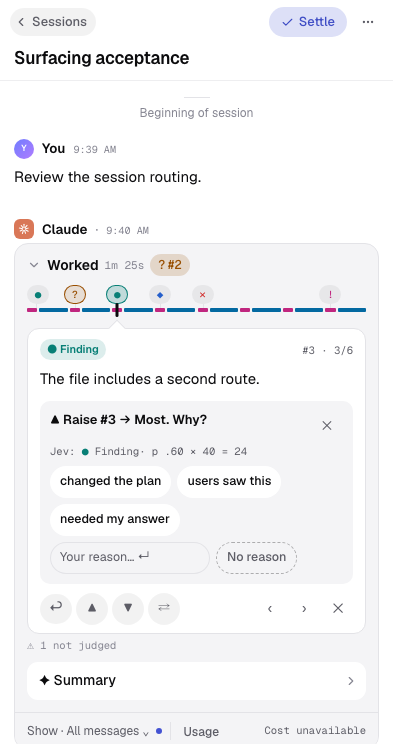 Sessions
Settle
Surfacing acceptance
Beginning of session
Y You 9:39 AM
Review the session routing.
Claude · 9:40 AM
Worked 1m 25s ? #2
? !
Finding #3 · 3/6
The file includes a second route.
▲ Raise #3 → Most. Why?
Jev: ● Finding· p .60 × 40 = 24
changed the plan users saw this
needed my answer
Your reason… ↵ No reason
⚠ 1 not judged
✦ Summary
Show · All messages Usage Cost unavailable